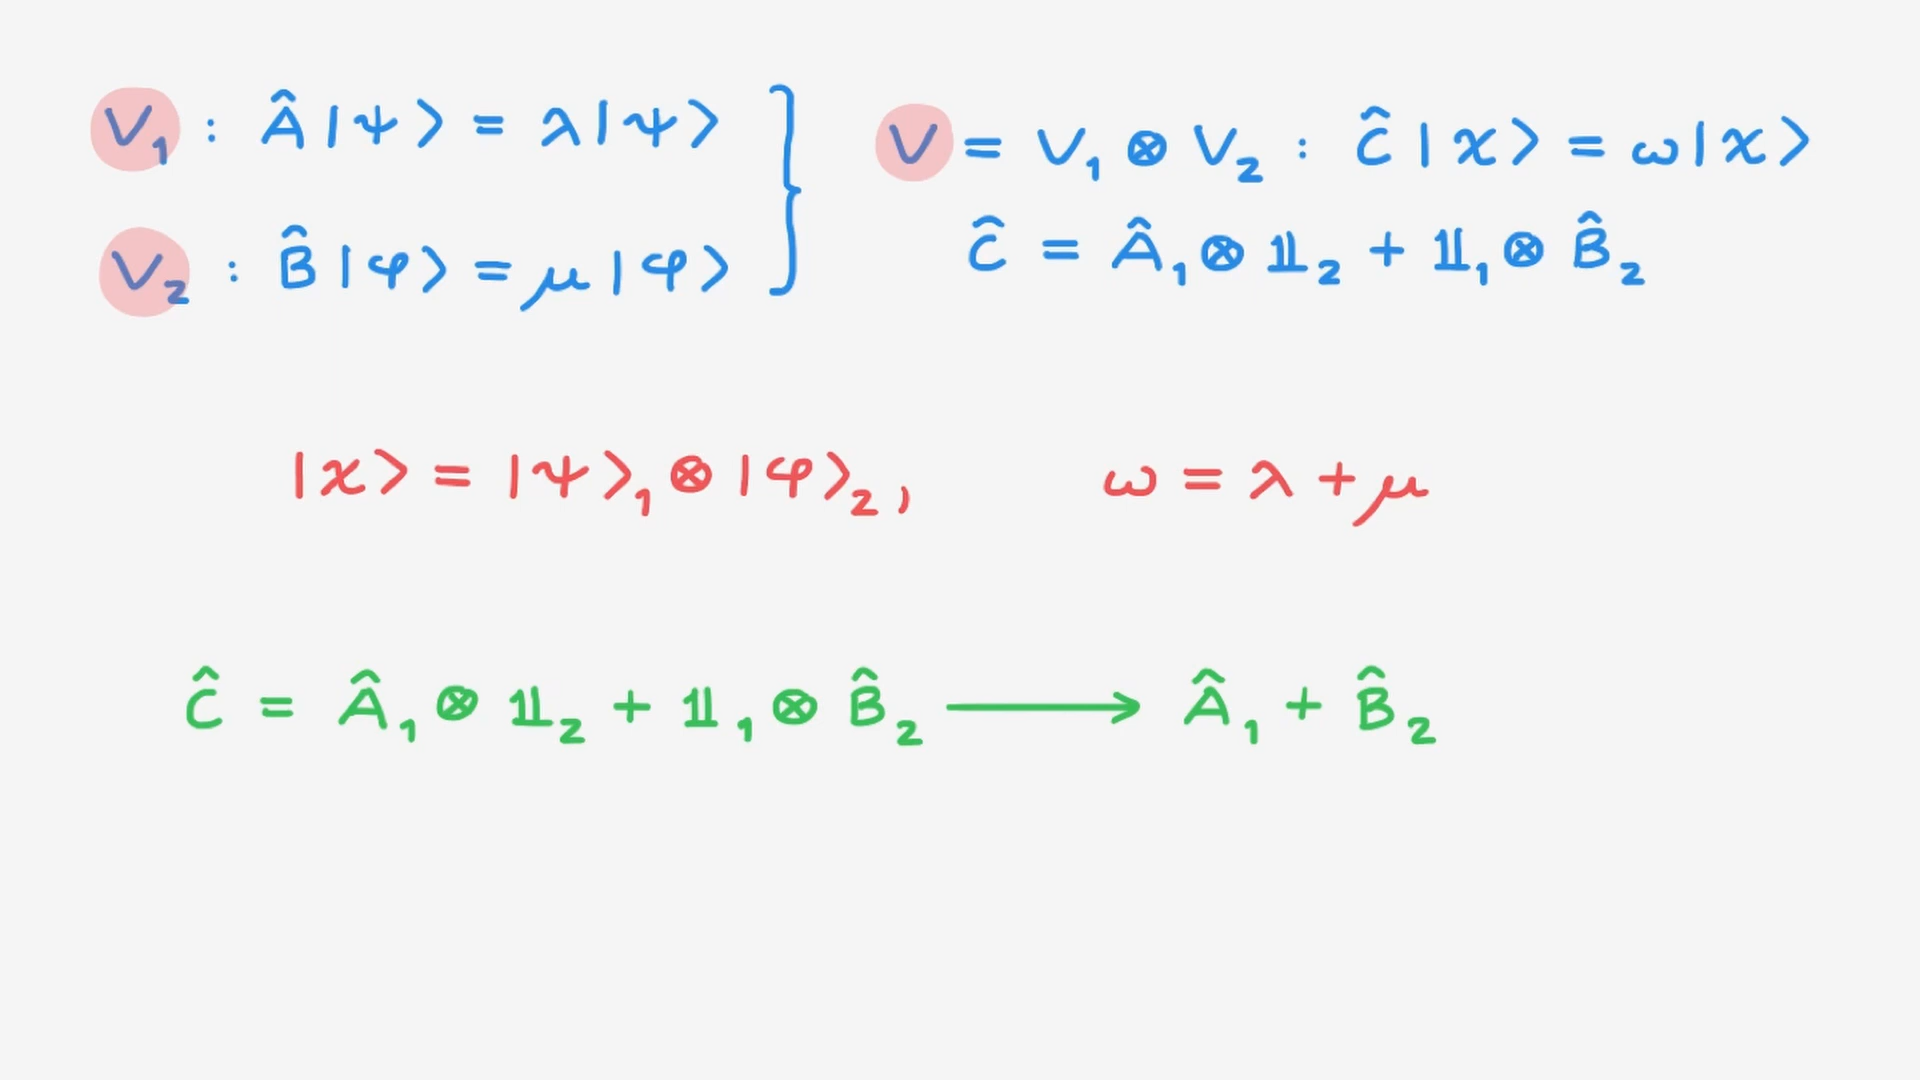 V₁ : Â|ψ⟩ = λ|ψ⟩
V₂ : B̂|φ⟩ = μ|φ⟩
V = V₁ ⊗ V₂ : Ĉ|χ⟩ = ω|χ⟩
Ĉ = Â₁ ⊗ 𝟙₂ + 𝟙₁ ⊗ B̂₂
|χ⟩ = |ψ⟩₁ ⊗ |φ⟩₂, ω = λ + μ
Ĉ = Â₁ ⊗ 𝟙₂ + 𝟙₁ ⊗ B̂₂ ⟶ Â₁ + B̂₂